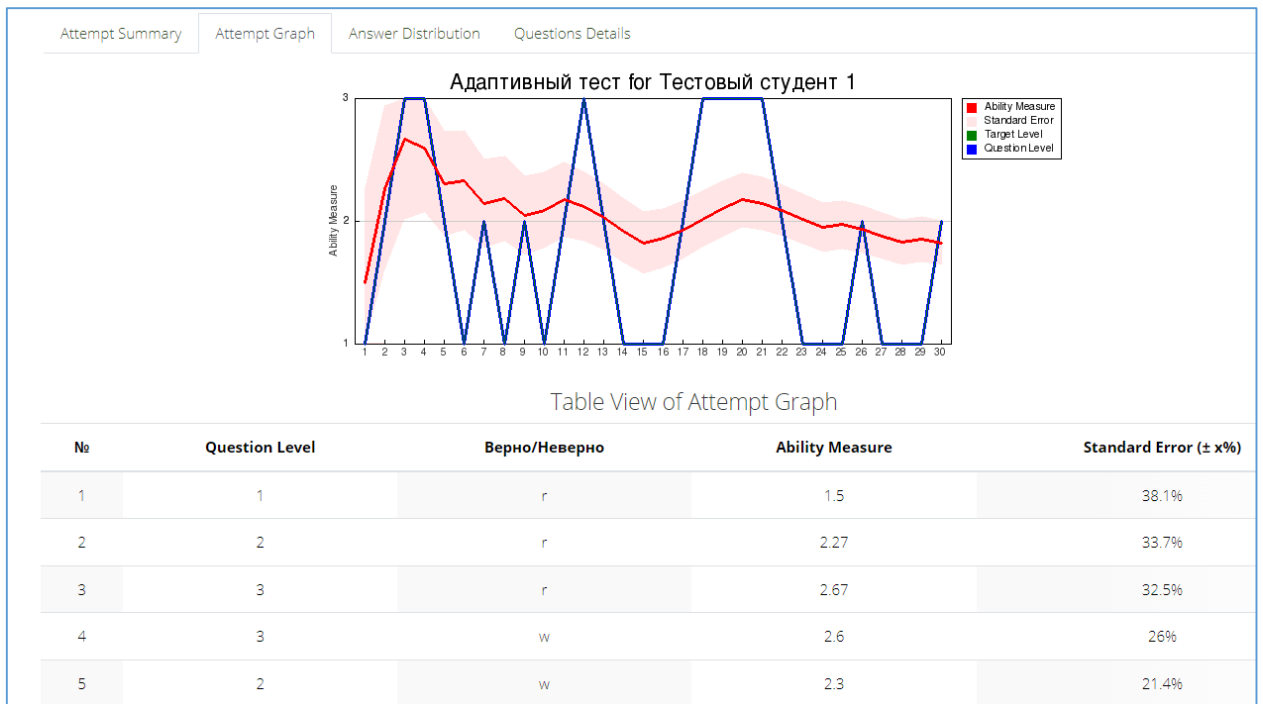 Attempt Summary Attempt Graph Answer Distribution Questions Details
Адаптивный тест for Тестовый студент 1
Ability Measure
Standard Error
Target Level
Question Level
Ability Measure
3
2
1
1 2 3 4 5 6 7 8 9 10 11 12 13 14 15 16 17 18 19 20 21 22 23 24 25 26 27 28 29 30
Table View of Attempt Graph
№ Question Level Верно/Неверно Ability Measure Standard Error (± x%)
1 1 r 1.5 38.1%
2 2 r 2.27 33.7%
3 3 r 2.67 32.5%
4 3 w 2.6 26%
5 2 w 2.3 21.4%